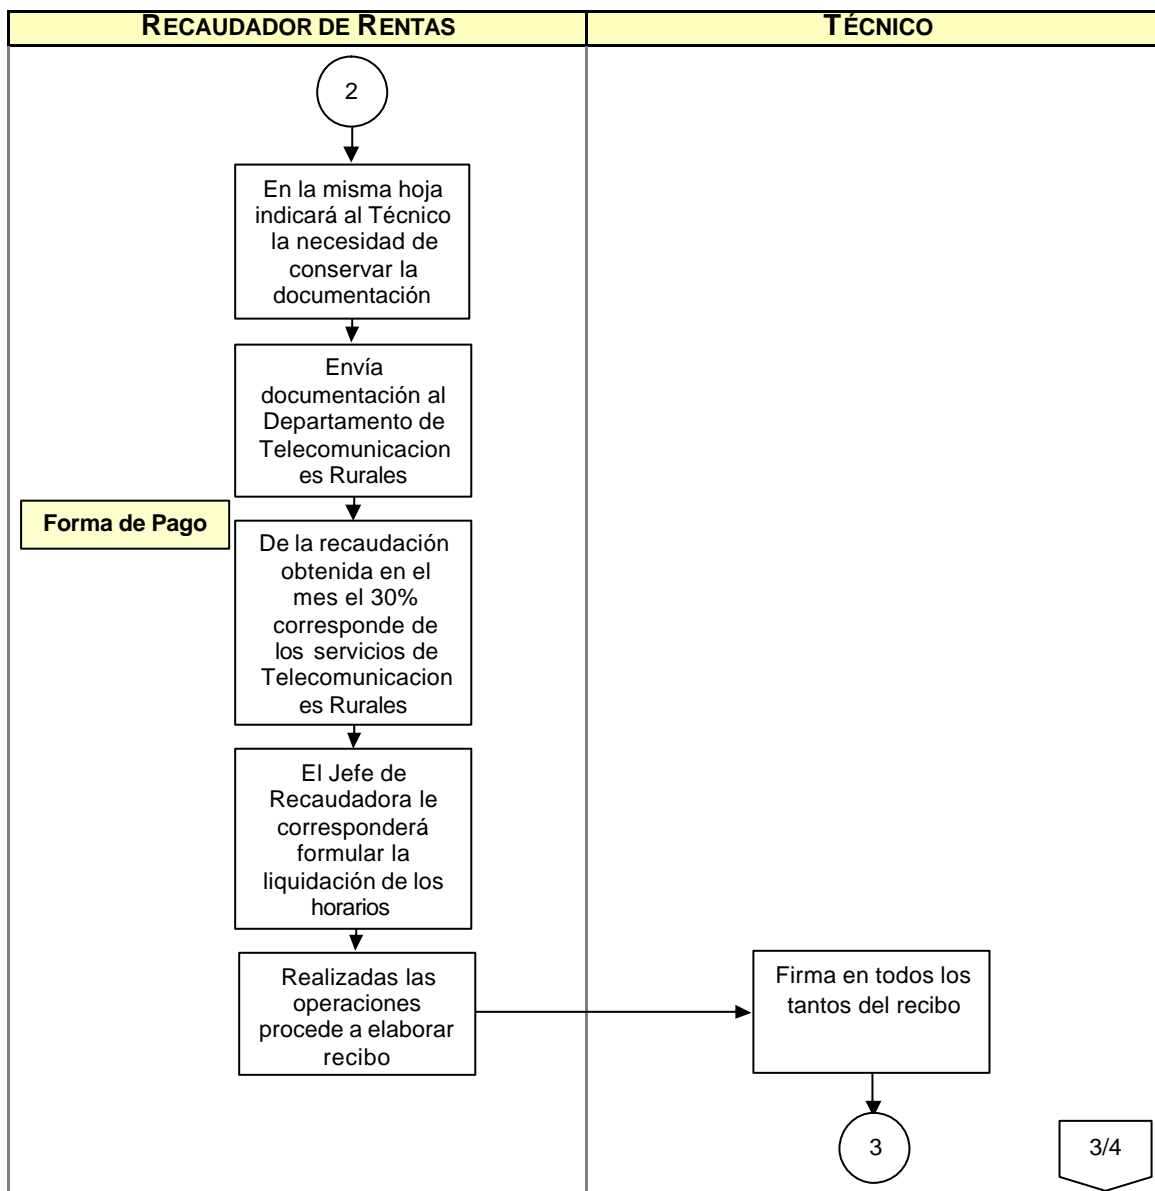 RECAUDADOR DE RENTAS
TÉCNICO
2
En la misma hoja
indicará al Técnico
la necesidad de
conservar la
documentación
Envía
documentación al
Departamento de
Telecomunicacion
es Rurales
Forma de Pago
De la recaudación
obtenida en el
mes el 30%
corresponde de
los servicios de
Telecomunicacion
es Rurales
El Jefe de
Recaudadora le
corresponderá
formular la
liquidación de los
horarios
Realizadas las
operaciones
procede a elaborar
recibo
Firma en todos los
tantos del recibo
3
3/4